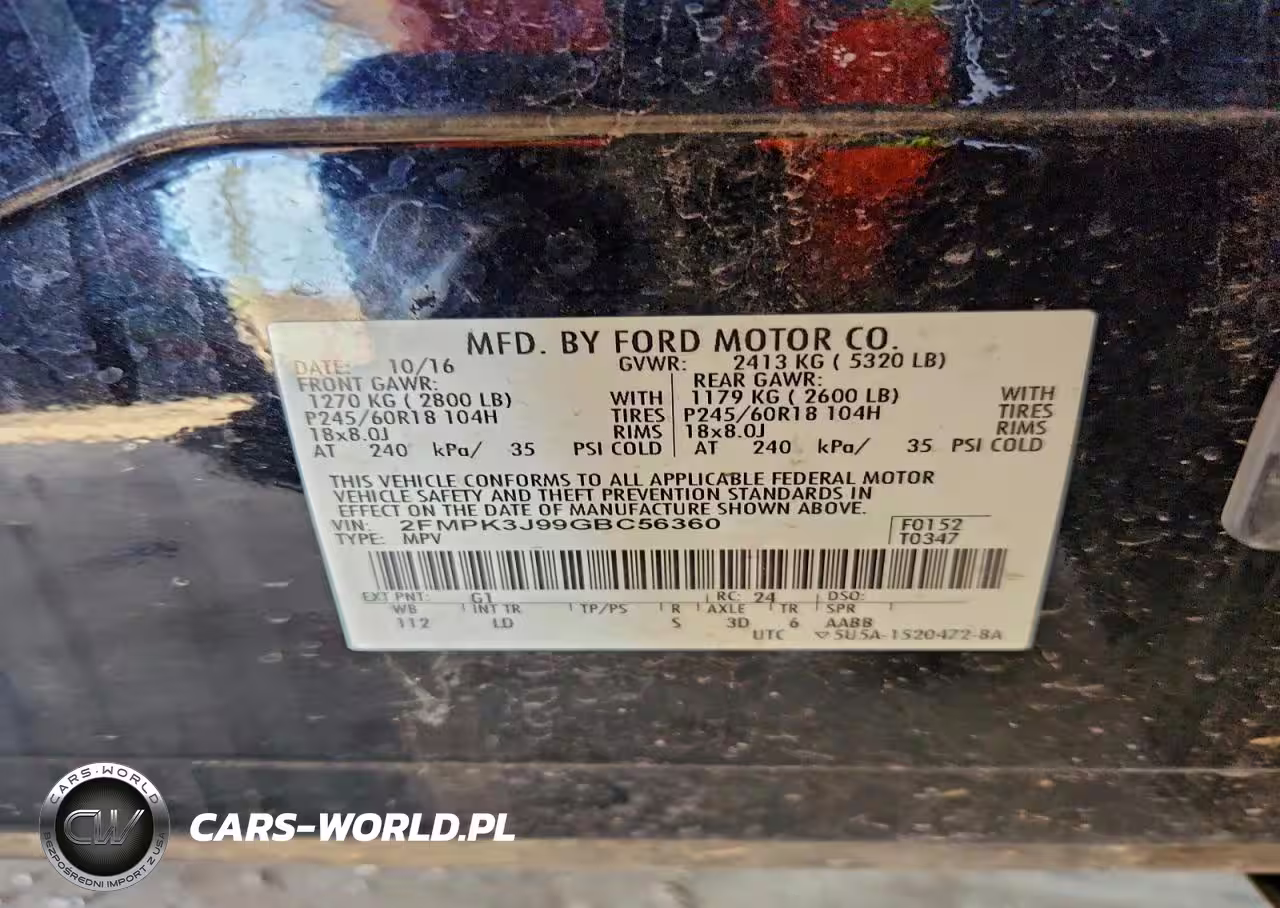 MFD. BY FORD MOTOR CO.
DATE: 10/16 GVWR: 2413 KG ( 5320 LB)
FRONT GAWR: REAR GAWR:
1270 KG ( 2800 LB) WITH 1179 KG ( 2600 LB) WITH
P245/60R18 104H TIRES P245/60R18 104H TIRES
18x8.0J RIMS 18x8.0J RIMS
AT 240 kPa/ 35 PSI COLD AT 240 kPa/ 35 PSI COLD
THIS VEHICLE CONFORMS TO ALL APPLICABLE FEDERAL MOTOR
VEHICLE SAFETY AND THEFT PREVENTION STANDARDS IN
EFFECT ON THE DATE OF MANUFACTURE SHOWN ABOVE.
VIN: 2FMPK3J99GBC56360 F0152
TYPE: MPV T0347
EXT PNT: G1 RC: 24 DSO:
WB INT TR TP/PS R AXLE TR SPR
112 LD S 3D 6 AABB
UTC 5U5A-1520472-BA
CARS-WORLD
CW
BEZPOŚREDNI IMPORT Z USA
CARS-WORLD.PL